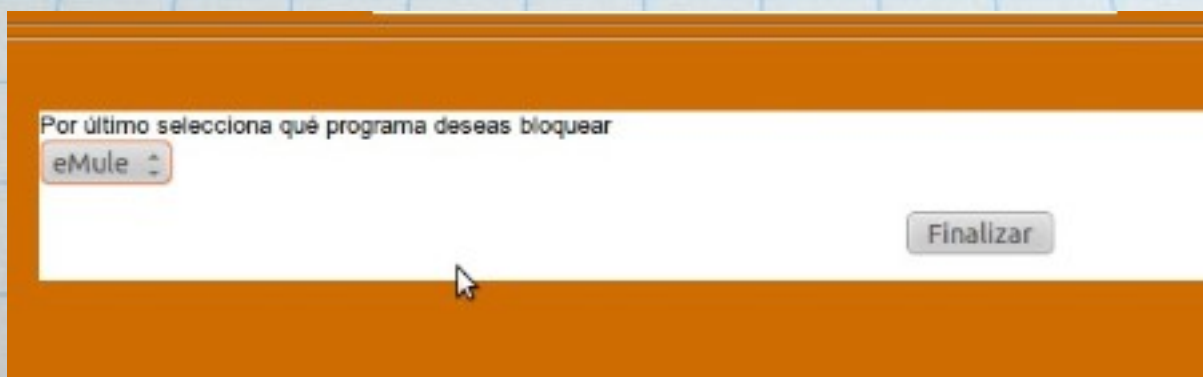 Por último selecciona qué programa deseas bloquear
eMule
Finalizar